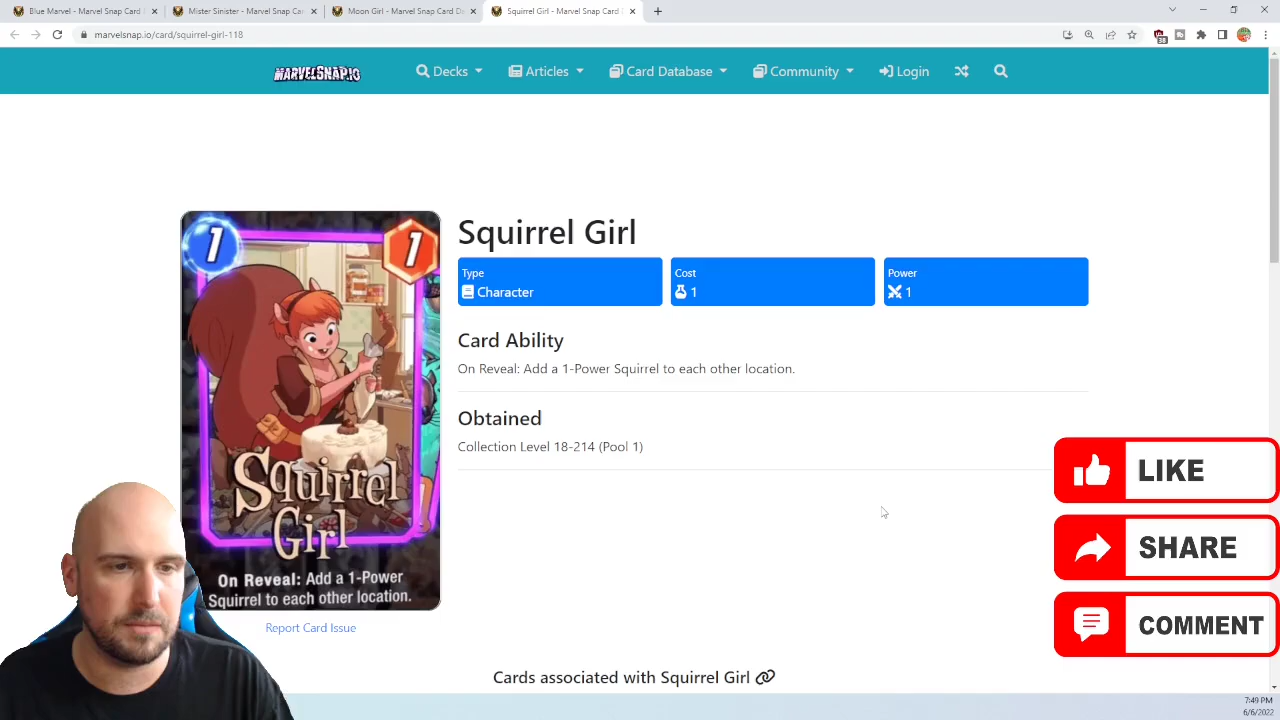 Blue Marvel - Marvel Snap Card
Mister Sinister - Marvel Snap Car
Moon Girl - Marvel Snap Card Da
Squirrel Girl - Marvel Snap Card
marvelsnap.io/card/squirrel-girl-118
38
MARVELSNAP.IO
Decks
Articles
Card Database
Community
Login
1
1
Squirrel
Girl
On Reveal: Add a 1-Power
Squirrel to each other location.
Report Card Issue
Squirrel Girl
Type
Character
Cost
1
Power
1
Card Ability
On Reveal: Add a 1-Power Squirrel to each other location.
Obtained
Collection Level 18-214 (Pool 1)
Cards associated with Squirrel Girl
LIKE
SHARE
COMMENT
7:49 PM
6/6/2022